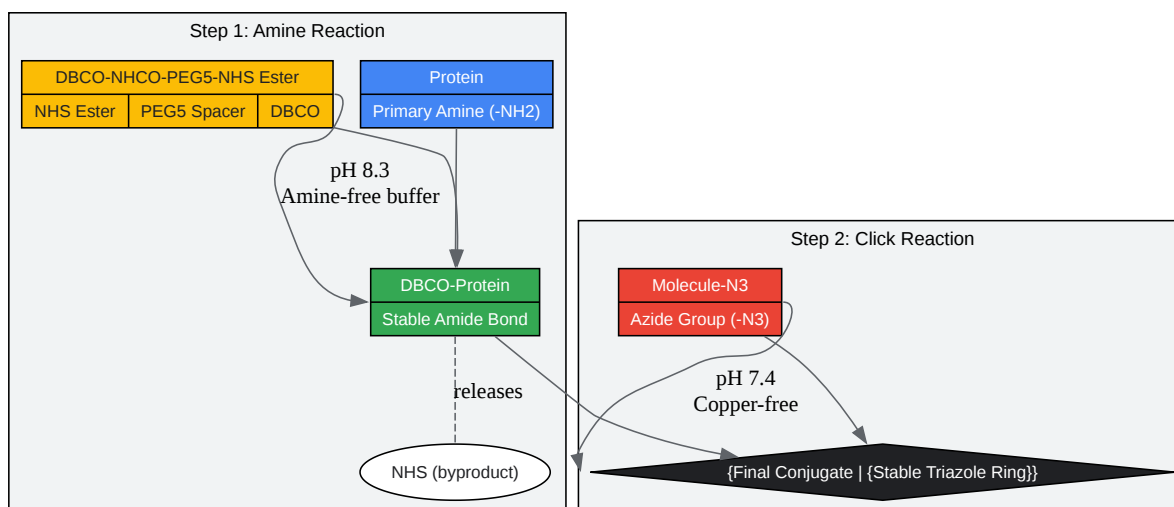 Step 1: Amine Reaction
DBCO-NHCO-PEG5-NHS Ester
NHS Ester
PEG5 Spacer
DBCO
Protein
Primary Amine (-NH2)
pH 8.3
Amine-free buffer
DBCO-Protein
Stable Amide Bond
releases
NHS (byproduct)
Step 2: Click Reaction
Molecule-N3
Azide Group (-N3)
pH 7.4
Copper-free
{Final Conjugate | {Stable Triazole Ring}}